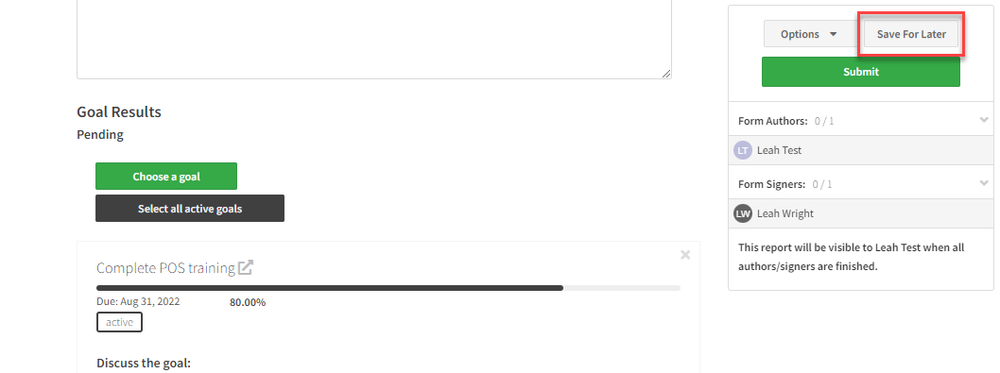 Options
Save For Later
Submit
Goal Results
Pending
Choose a goal
Select all active goals
Complete POS training
Due: Aug 31, 2022
80.00%
active
Discuss the goal:
Form Authors: 0 / 1
LT Leah Test
Form Signers: 0 / 1
LW Leah Wright
This report will be visible to Leah Test when all
authors/signers are finished.